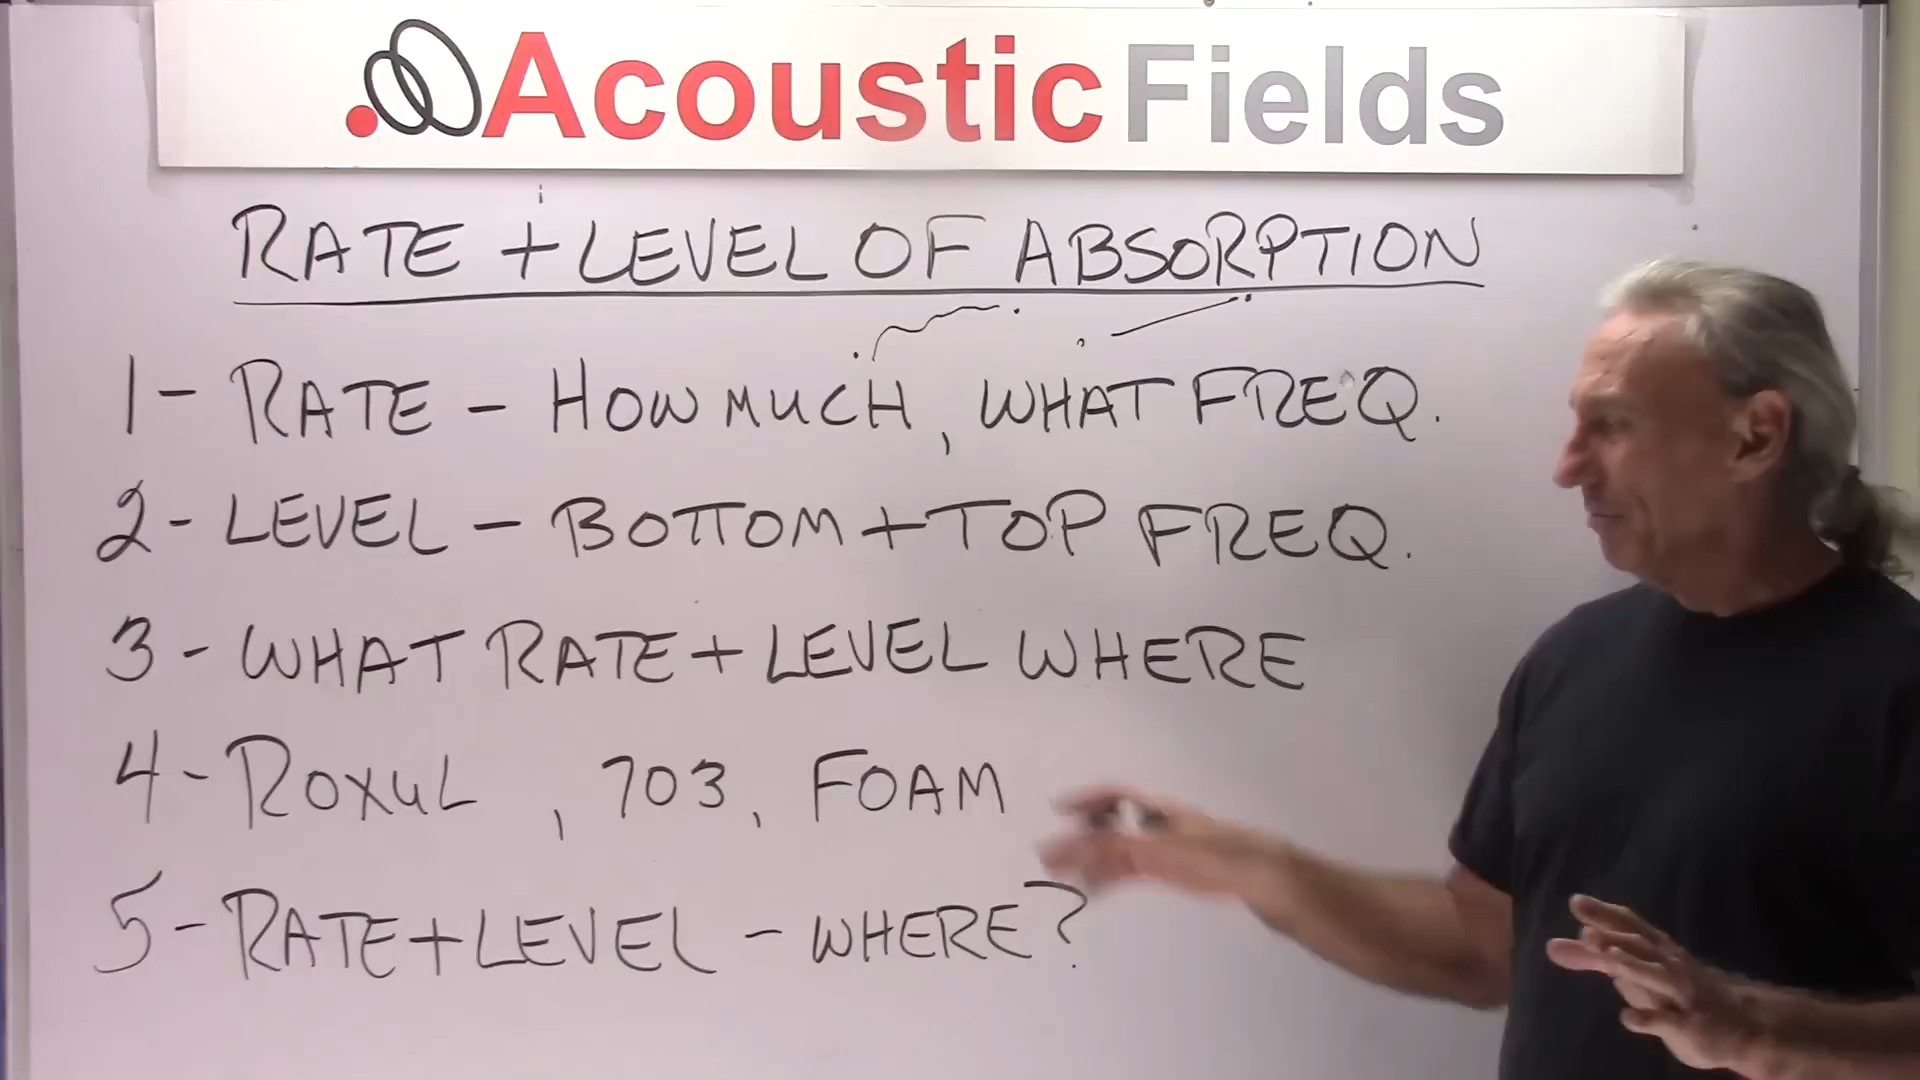 AcousticFields
RATE + LEVEL OF ABSORPTION
1 - RATE - HOW MUCH, WHAT FREQ.
2 - LEVEL - BOTTOM + TOP FREQ.
3 - WHAT RATE + LEVEL WHERE
4 - ROXUL , 703, FOAM
5 - RATE + LEVEL - WHERE?